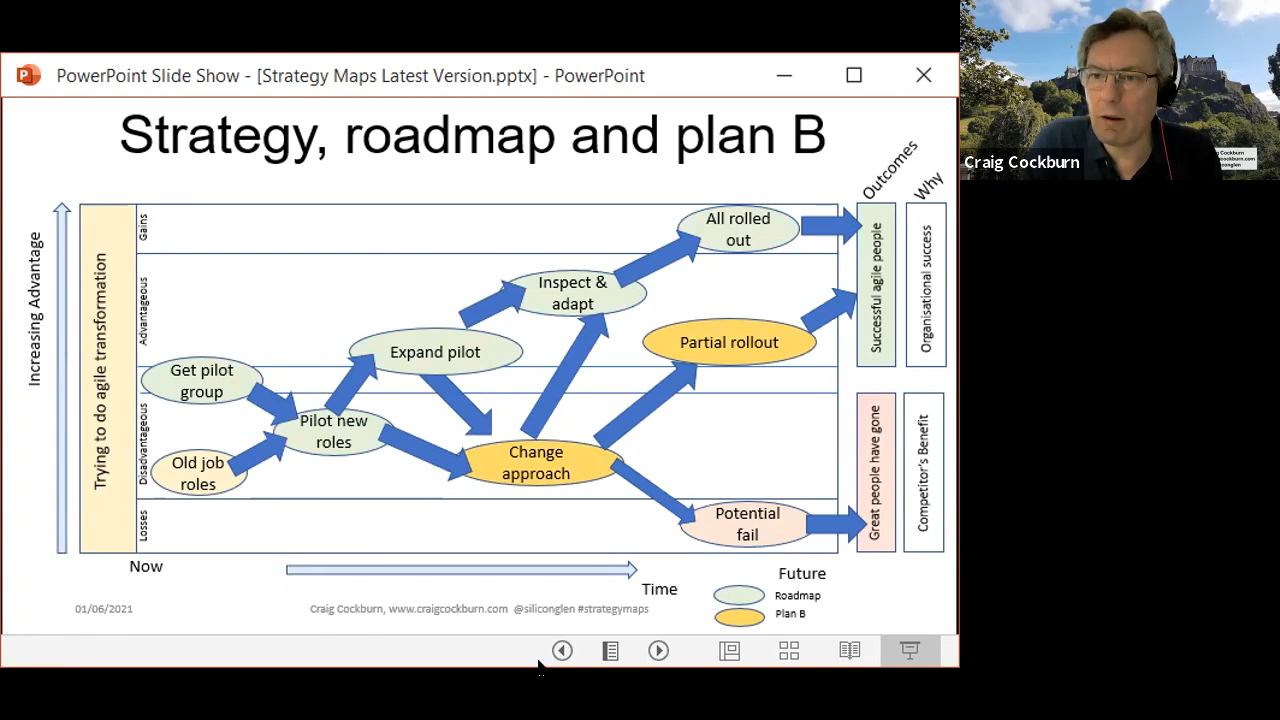 PowerPoint Slide Show - [Strategy Maps Latest Version.pptx] - PowerPoint
Craig Cockburn
Strategy, roadmap and plan B
Outcomes
Why
Increasing Advantage
Trying to do agile transformation
Gains
Advantageous
Disadvantageous
Losses
All rolled
out
Inspect &
adapt
Expand pilot
Partial rollout
Get pilot
group
Pilot new
roles
Old job
roles
Change
approach
Potential
fail
Successful agile people
Organisational success
Great people have gone
Competitor's Benefit
Now
Time
Future
Roadmap
Plan B
01/06/2021
Craig Cockburn, www.craigcockburn.com @siliconglen #strategymaps